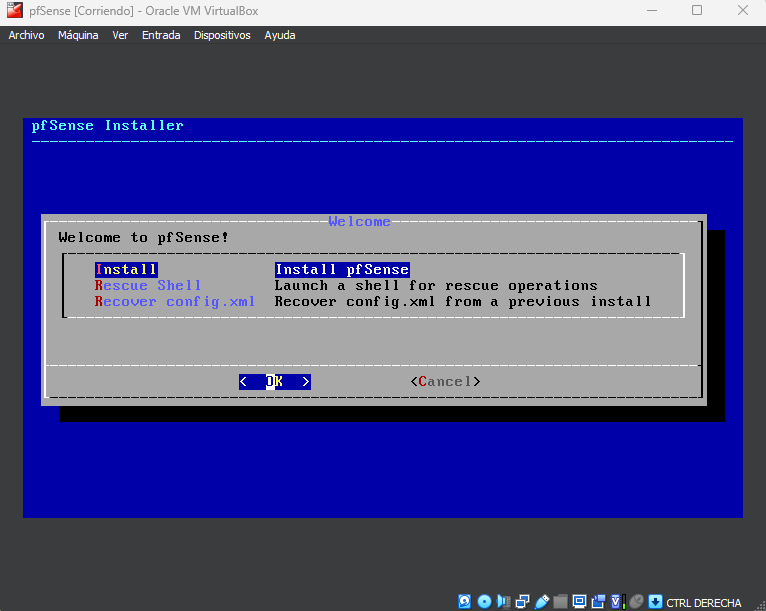 pfSense [Corriendo] - Oracle VM VirtualBox
Archivo Máquina Ver Entrada Dispositivos Ayuda
pfSense Installer
Welcome
Welcome to pfSense!
Install Install pfSense
Rescue Shell Launch a shell for rescue operations
Recover config.xml Recover config.xml from a previous install
< OK > <Cancel>
CTRL DERECHA